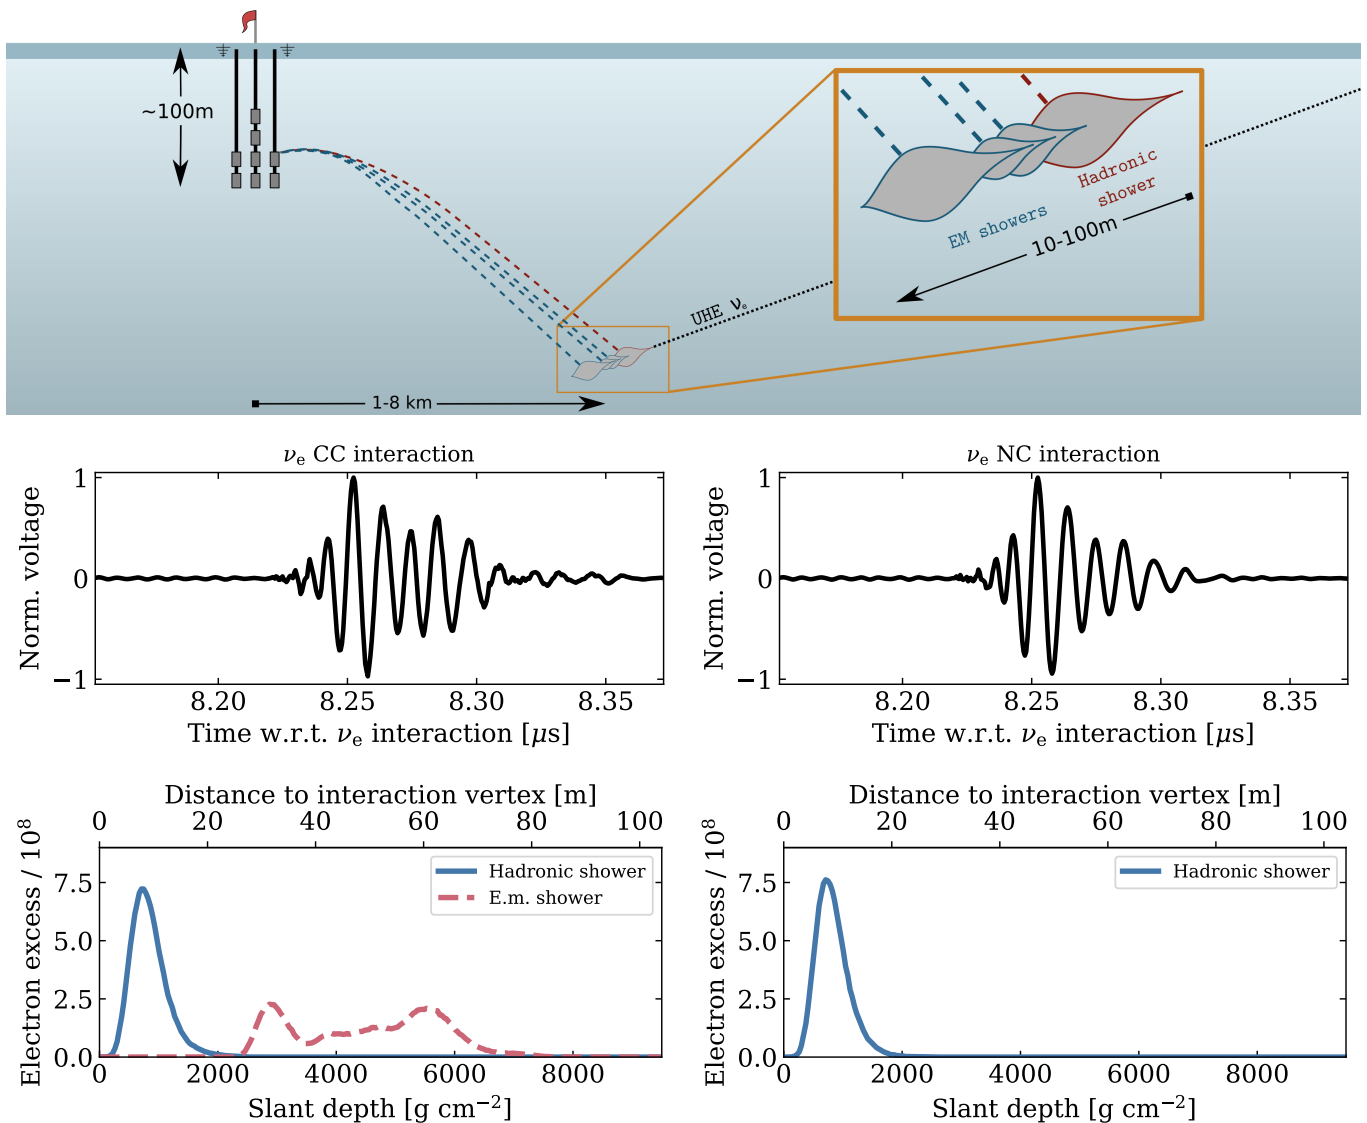 ~100m
Hadronic
shower
EM showers
10-100m
UHE νₑ
1-8 km
νₑ CC interaction
1
0
−1
Norm. voltage
8.20 8.25 8.30 8.35
Time w.r.t. νₑ interaction [μs]
νₑ NC interaction
1
0
−1
Norm. voltage
8.20 8.25 8.30 8.35
Time w.r.t. νₑ interaction [μs]
Distance to interaction vertex [m]
0 20 40 60 80 100
Electron excess / 10⁸
7.5
5.0
2.5
0.0
Hadronic shower
E.m. shower
0 2000 4000 6000 8000
Slant depth [g cm⁻²]
Distance to interaction vertex [m]
0 20 40 60 80 100
Electron excess / 10⁸
7.5
5.0
2.5
0.0
Hadronic shower
0 2000 4000 6000 8000
Slant depth [g cm⁻²]